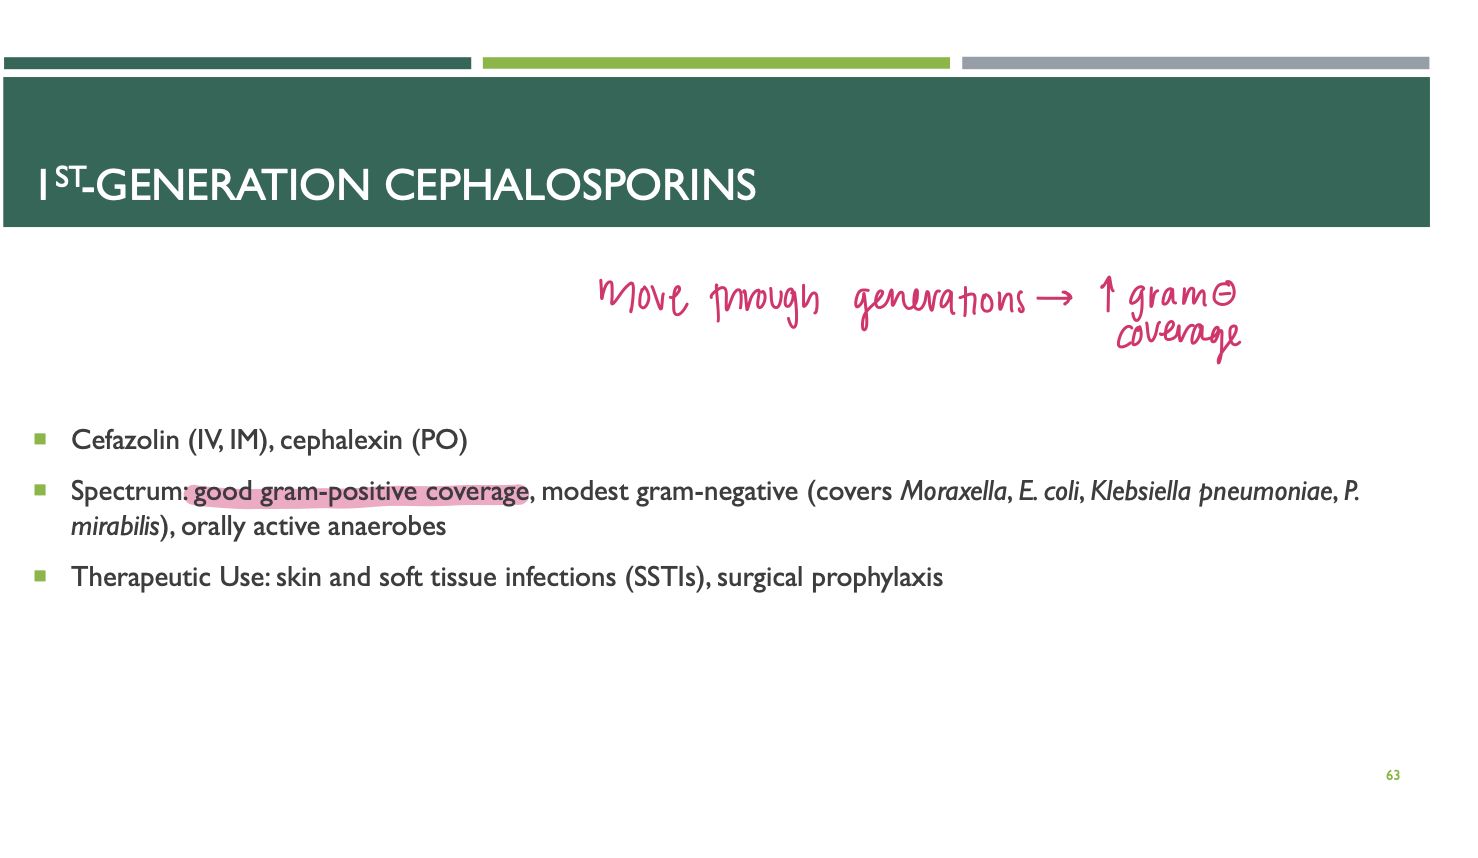 1ST-GENERATION CEPHALOSPORINS
Move through generations → ↑ gram ⊖
coverage
Cefazolin (IV, IM), cephalexin (PO)
Spectrum: good gram-positive coverage, modest gram-negative (covers Moraxella, E. coli, Klebsiella pneumoniae, P.
mirabilis), orally active anaerobes
Therapeutic Use: skin and soft tissue infections (SSTIs), surgical prophylaxis
63